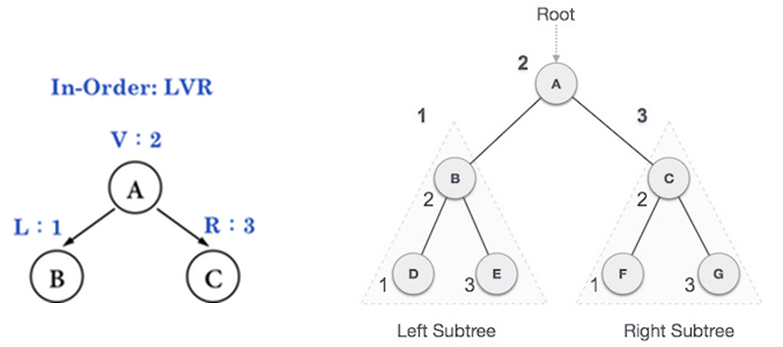 In-Order: LVR
V : 2
A
L : 1
R : 3
B
C
Root
2
A
1
3
B
C
2
2
D
E
F
G
1
3
1
3
Left Subtree
Right Subtree